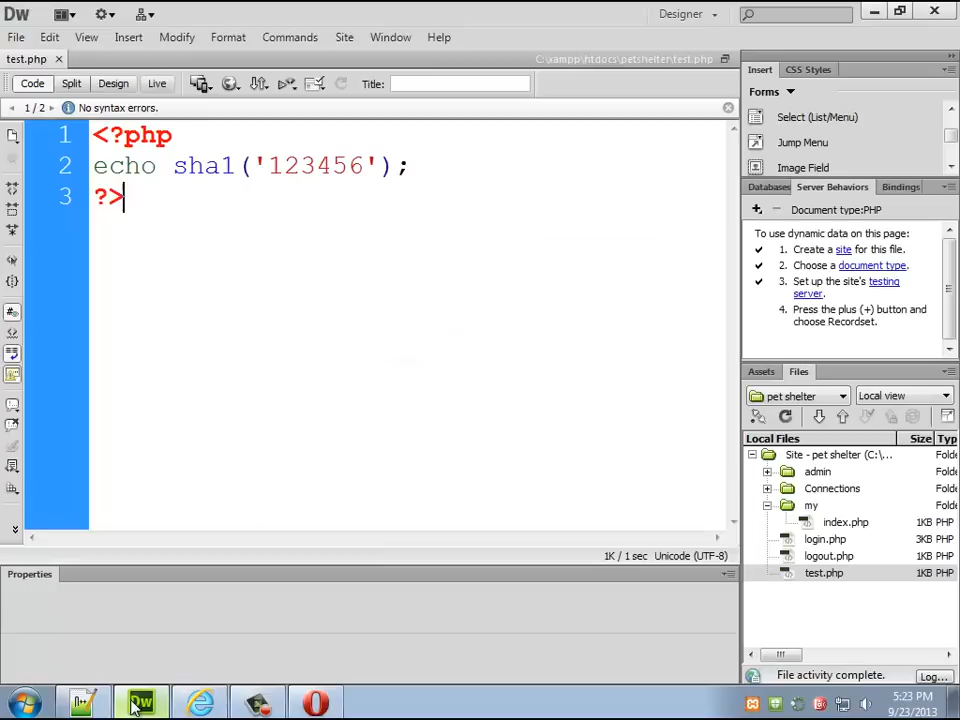 Dw
Designer
File Edit View Insert Modify Format Commands Site Window Help
test.php
C:\xampp\htdocs\petshelter\test.php
Code Split Design Live
Title:
1 / 2
No syntax errors.
1 <?php
2 echo sha1('123456');
3 ?>
1K / 1 sec Unicode (UTF-8)
Properties
Insert CSS Styles
Forms
Select (List/Menu)
Jump Menu
Image Field
Databases Server Behaviors Bindings
Document type:PHP
To use dynamic data on this page:
1. Create a site for this file.
2. Choose a document type.
3. Set up the site's testing
server.
4. Press the plus (+) button and
choose Recordset.
Assets Files
pet shelter Local view
Local Files Size Typ
Site - pet shelter (C:\... Folde
admin Folde
Connections Folde
my Folde
index.php 1KB PHP
login.php 3KB PHP
logout.php 1KB PHP
test.php 1KB PHP
File activity complete. Log...
Dw
5:23 PM
9/23/2013